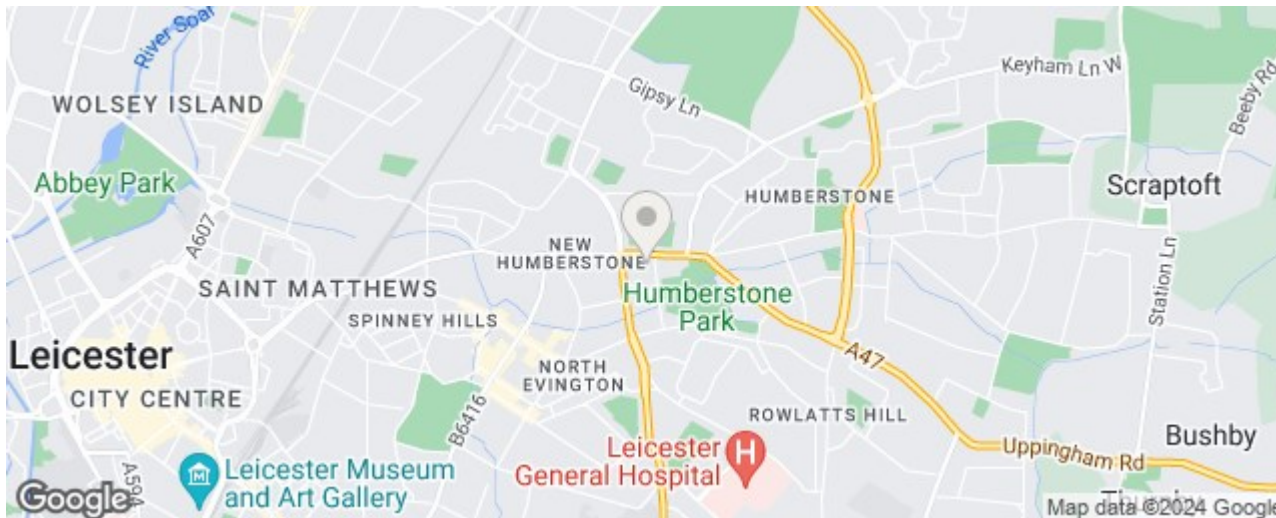 River Soar
Keyham Ln W
Beeby Rd
Gipsy Ln
WOLSEY ISLAND
Abbey Park
Scraptoft
HUMBERSTONE
A607
NEW
HUMBERSTONE
Station Ln
SAINT MATTHEWS
Humberstone
Park
SPINNEY HILLS
Leicester
A47
NORTH
EVINGTON
CITY CENTRE
B6416
ROWLATTS HILL
Uppingham Rd
Bushby
Leicester
General Hospital
H
Leicester Museum
and Art Gallery
A594
Google
Map data ©2024 Google